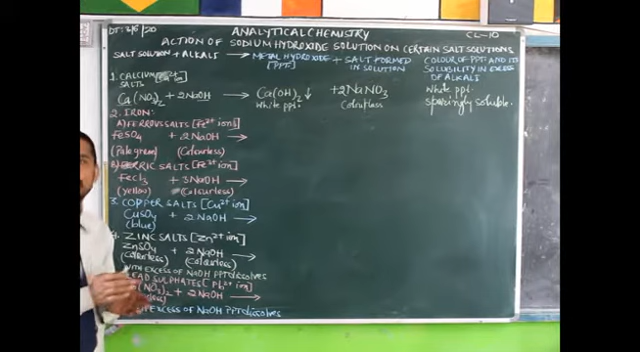 DT: 3/6/20 ANALYTICAL CHEMISTRY CL-10
ACTION OF SODIUM HYDROXIDE SOLUTION ON CERTAIN SALT SOLUTIONS
SALT SOLUTION + ALKALI → METAL HYDROXIDE + SALT FORMED COLOUR OF PPT. AND ITS
[PPT] IN SOLUTION SOLUBILITY IN EXCESS
OF ALKALI
1. CALCIUM [Ca²⁺ion]
SALTS
Ca(NO3)2 + 2NaOH → Ca(OH)2↓ + 2NaNO3 White ppt.
White ppt. Colourless sparingly soluble.
2. IRON:
A) FERROUS SALTS [Fe²⁺ ions]
FeSO4 + 2NaOH →
(Pale green) (Colourless)
B) FERRIC SALTS [Fe³⁺ ion]
FeCl3 + 3NaOH →
(yellow) (Colourless)
3. COPPER SALTS [Cu²⁺ ion]
CuSO4 + 2NaOH →
(blue)
4. ZINC SALTS [Zn²⁺ ion]
ZnSO4 + 2NaOH →
(colourless) (Colourless)
WITH EXCESS OF NaOH PPT dissolves
LEAD SULPHATES [Pb²⁺ ion]
(NO3)2 + 2NaOH →
EXCESS OF NaOH PPT dissolves